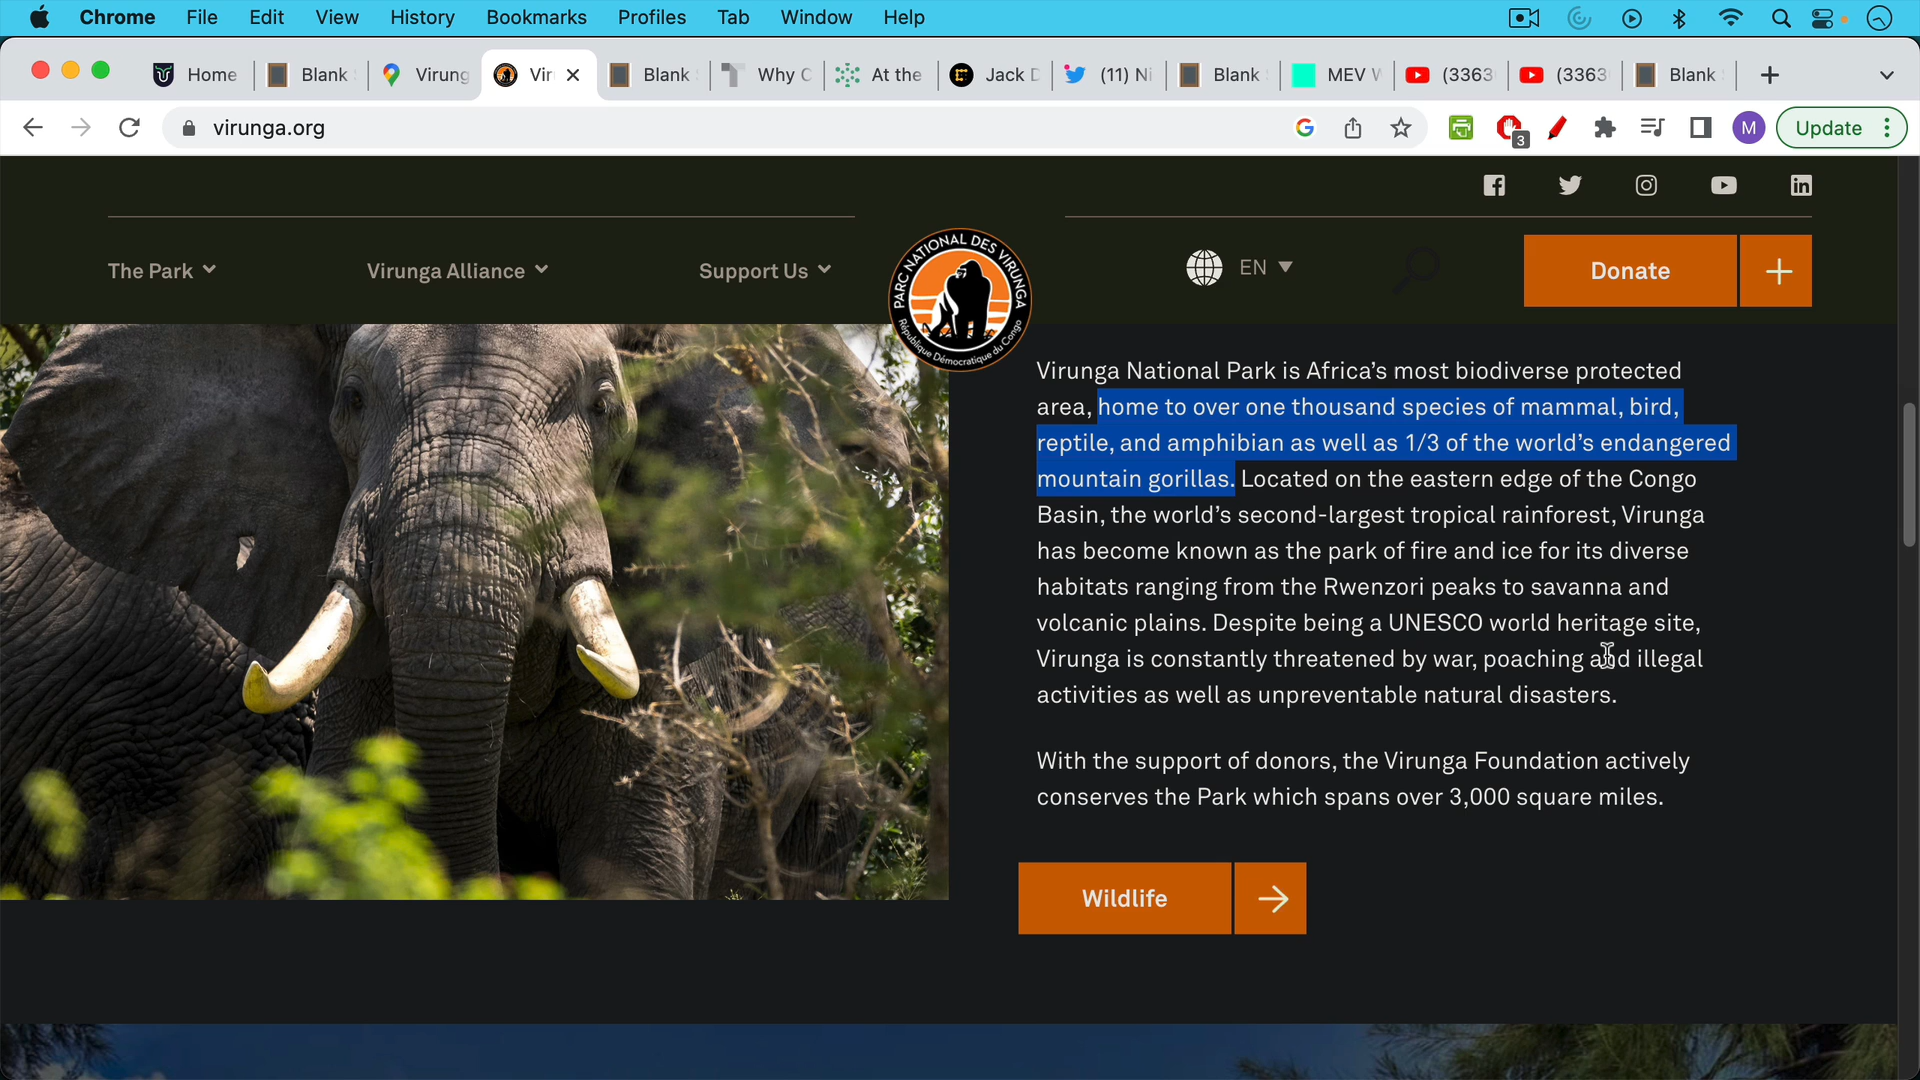 Chrome File Edit View History Bookmarks Profiles Tab Window Help
Home Blank Virung Vir Blank Why C At the Jack D (11) Ni Blank MEV W (3363 (3363 Blank
virunga.org
3 M Update
The Park Virunga Alliance Support Us
PARC NATIONAL DES VIRUNGA
République Démocratique du Congo
EN
Donate
Virunga National Park is Africa's most biodiverse protected
area, home to over one thousand species of mammal, bird,
reptile, and amphibian as well as 1/3 of the world's endangered
mountain gorillas. Located on the eastern edge of the Congo
Basin, the world's second-largest tropical rainforest, Virunga
has become known as the park of fire and ice for its diverse
habitats ranging from the Rwenzori peaks to savanna and
volcanic plains. Despite being a UNESCO world heritage site,
Virunga is constantly threatened by war, poaching and illegal
activities as well as unpreventable natural disasters.
With the support of donors, the Virunga Foundation actively
conserves the Park which spans over 3,000 square miles.
Wildlife